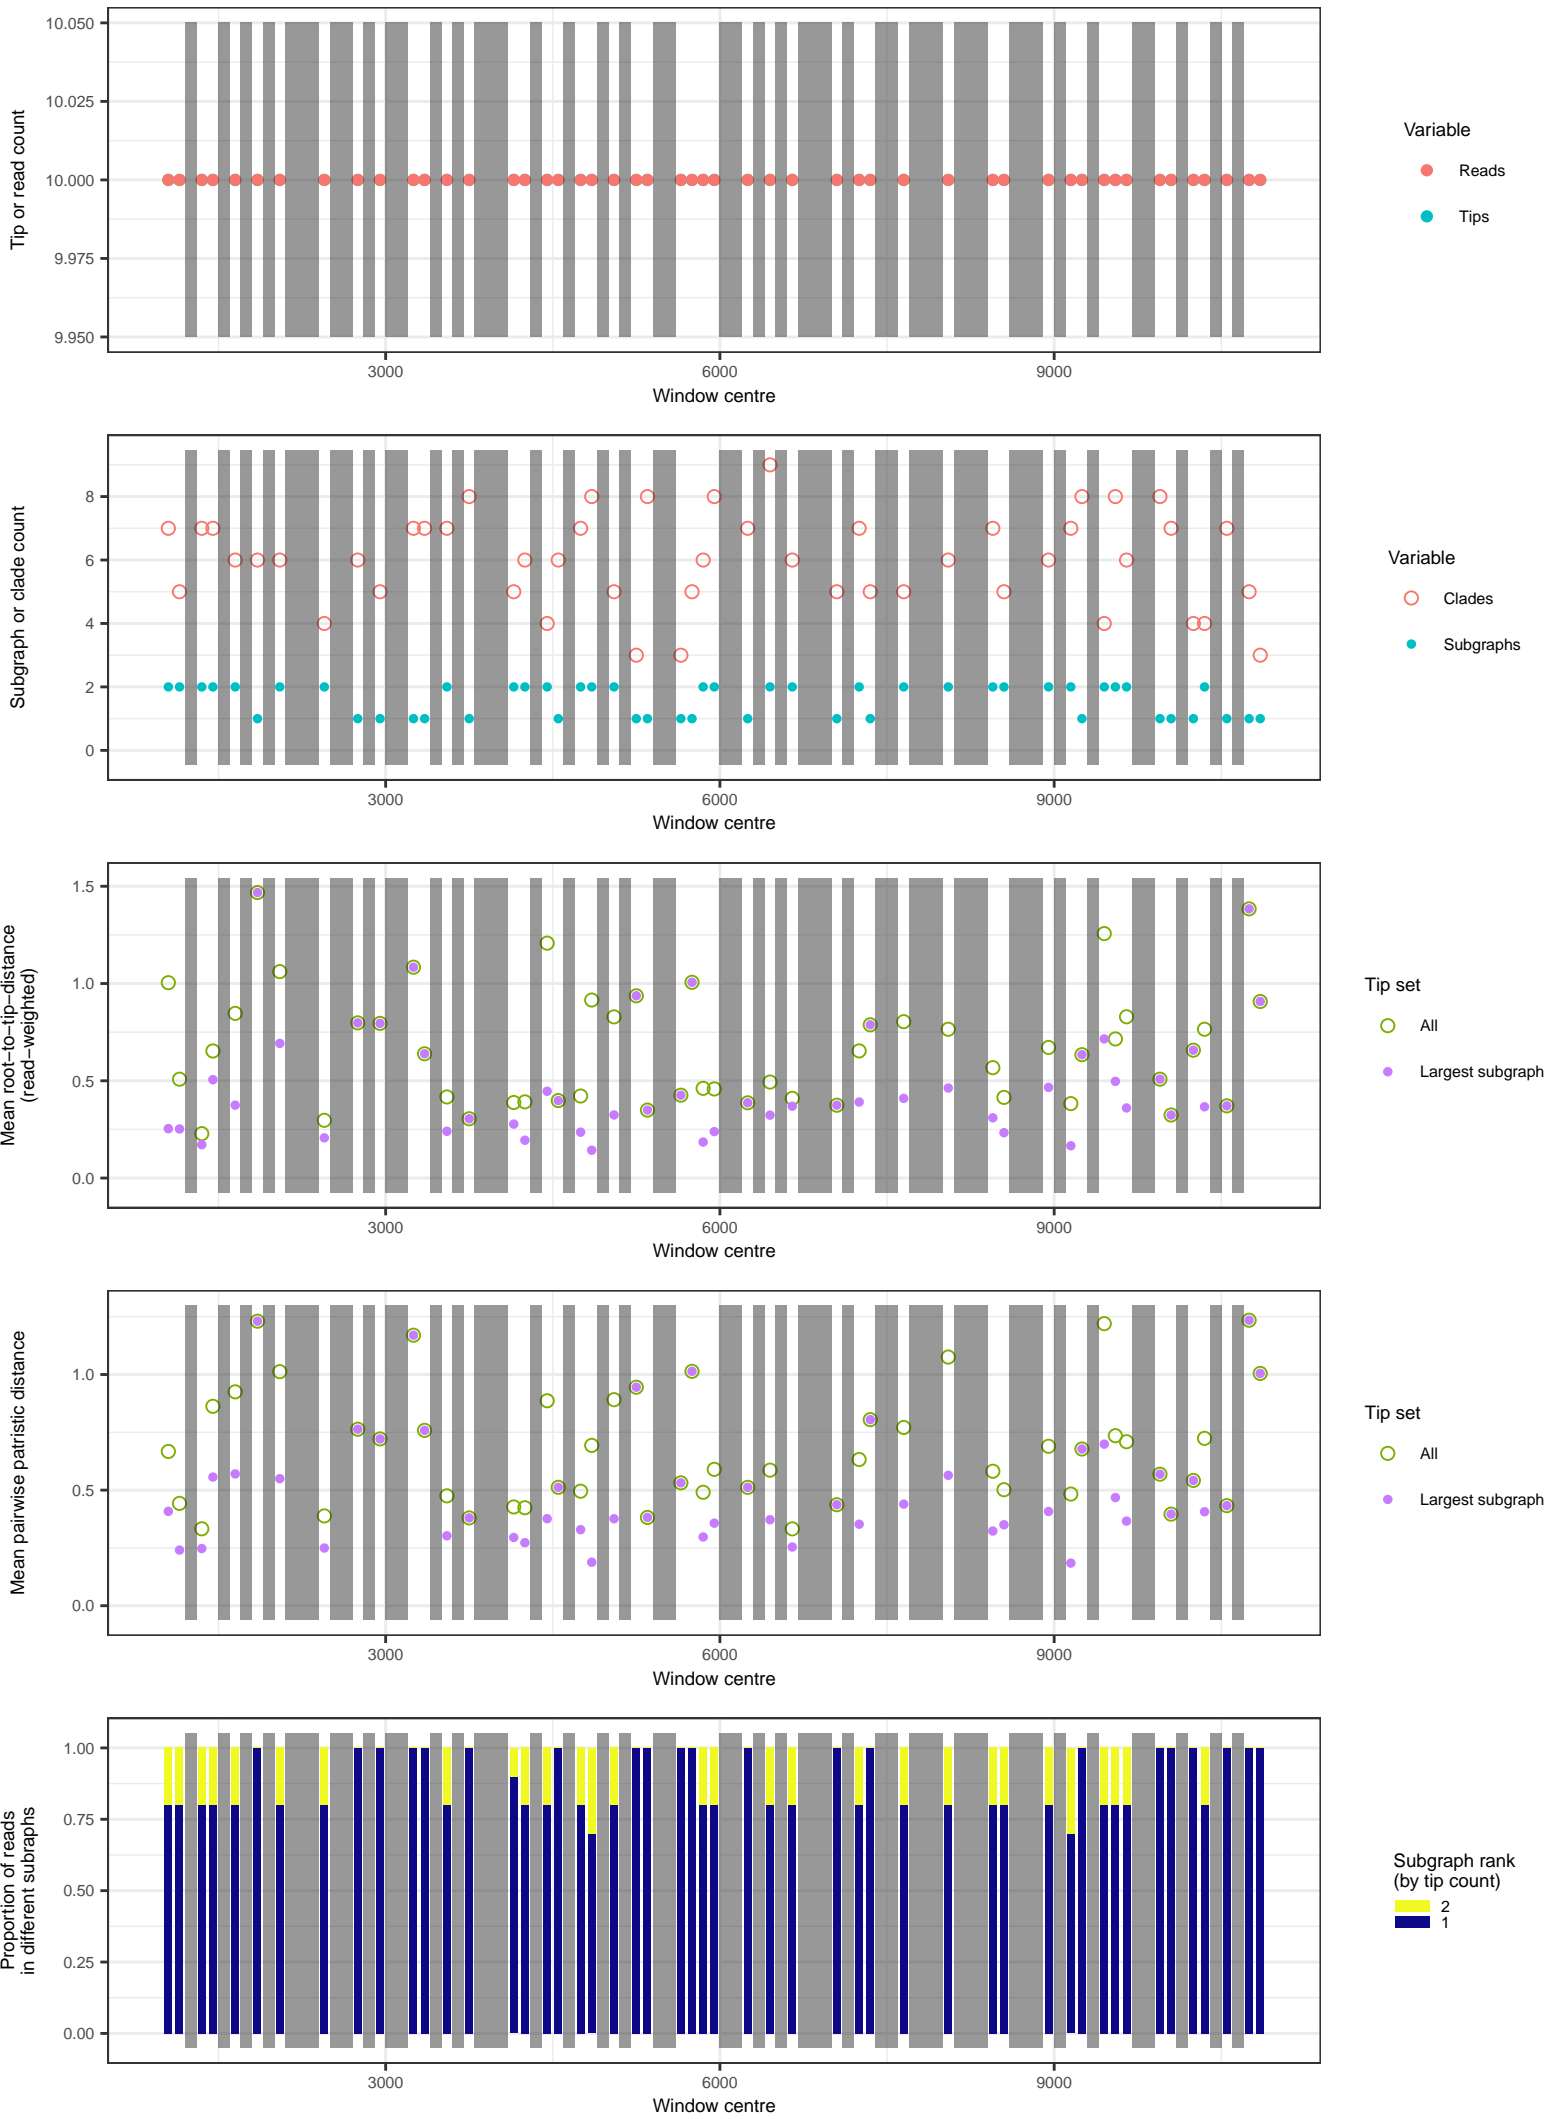 10.050
10.025
10.000
9.975
9.950
Tip or read count
3000
6000
9000
Window centre
Variable
Reads
Tips
8
6
4
2
0
Subgraph or clade count
3000
6000
9000
Window centre
Variable
Clades
Subgraphs
1.5
1.0
0.5
0.0
Mean root−to−tip−distance
(read−weighted)
3000
6000
9000
Window centre
Tip set
All
Largest subgraph
1.0
0.5
0.0
Mean pairwise patristic distance
3000
6000
9000
Window centre
Tip set
All
Largest subgraph
1.00
0.75
0.50
0.25
0.00
Proportion of reads
in different subraphs
3000
6000
9000
Window centre
Subgraph rank
(by tip count)
2
1